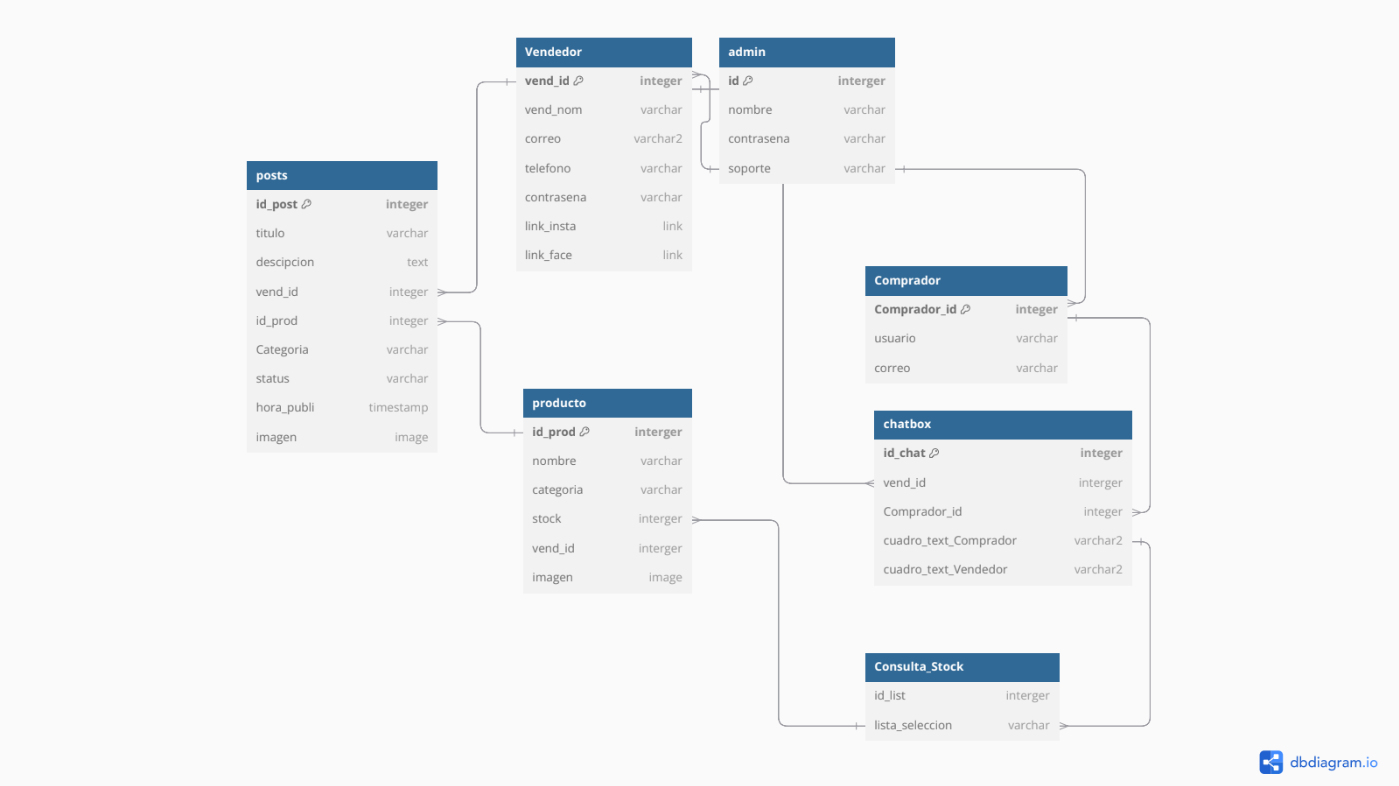 Vendedor
vend_id integer
vend_nom varchar
correo varchar2
telefono varchar
contrasena varchar
link_insta link
link_face link
admin
id interger
nombre varchar
contrasena varchar
soporte varchar
posts
id_post integer
titulo varchar
descipcion text
vend_id integer
id_prod integer
Categoria varchar
status varchar
hora_publi timestamp
imagen image
Comprador
Comprador_id integer
usuario varchar
correo varchar
producto
id_prod interger
nombre varchar
categoria varchar
stock interger
vend_id interger
imagen image
chatbox
id_chat integer
vend_id interger
Comprador_id integer
cuadro_text_Comprador varchar2
cuadro_text_Vendedor varchar2
Consulta_Stock
id_list interger
lista_seleccion varchar
dbdiagram.io